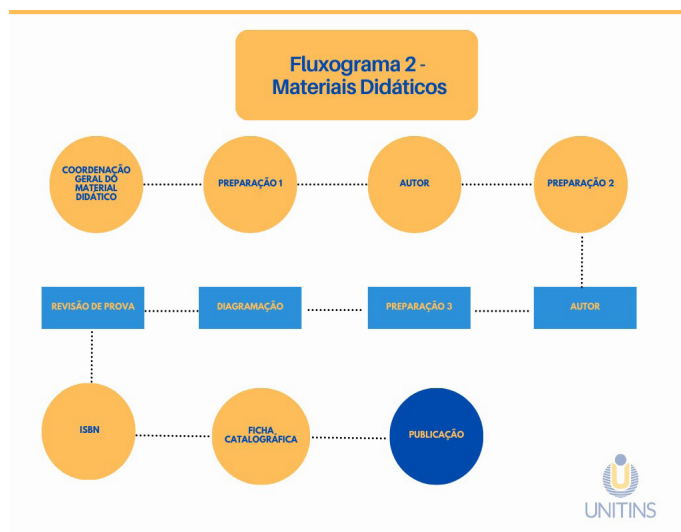 Fluxograma 2 -
Materiais Didáticos
COORDENAÇÃO
GERAL DO
MATERIAL
DIDÁTICO
PREPARAÇÃO 1
AUTOR
PREPARAÇÃO 2
REVISÃO DE PROVA
DIAGRAMAÇÃO
PREPARAÇÃO 3
AUTOR
ISBN
FICHA
CATALOGRÁFICA
PUBLICAÇÃO
UNITINS